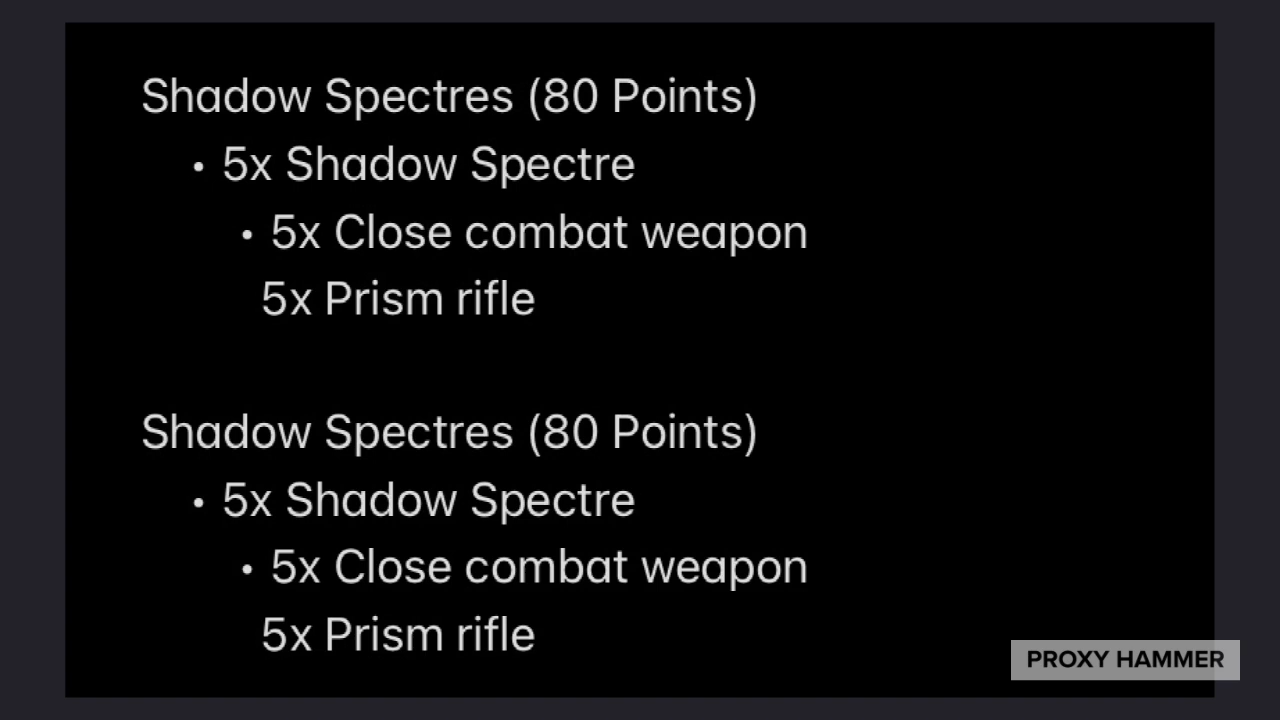 Shadow Spectres (80 Points)
• 5x Shadow Spectre
• 5x Close combat weapon
5x Prism rifle
Shadow Spectres (80 Points)
• 5x Shadow Spectre
• 5x Close combat weapon
5x Prism rifle
PROXY HAMMER